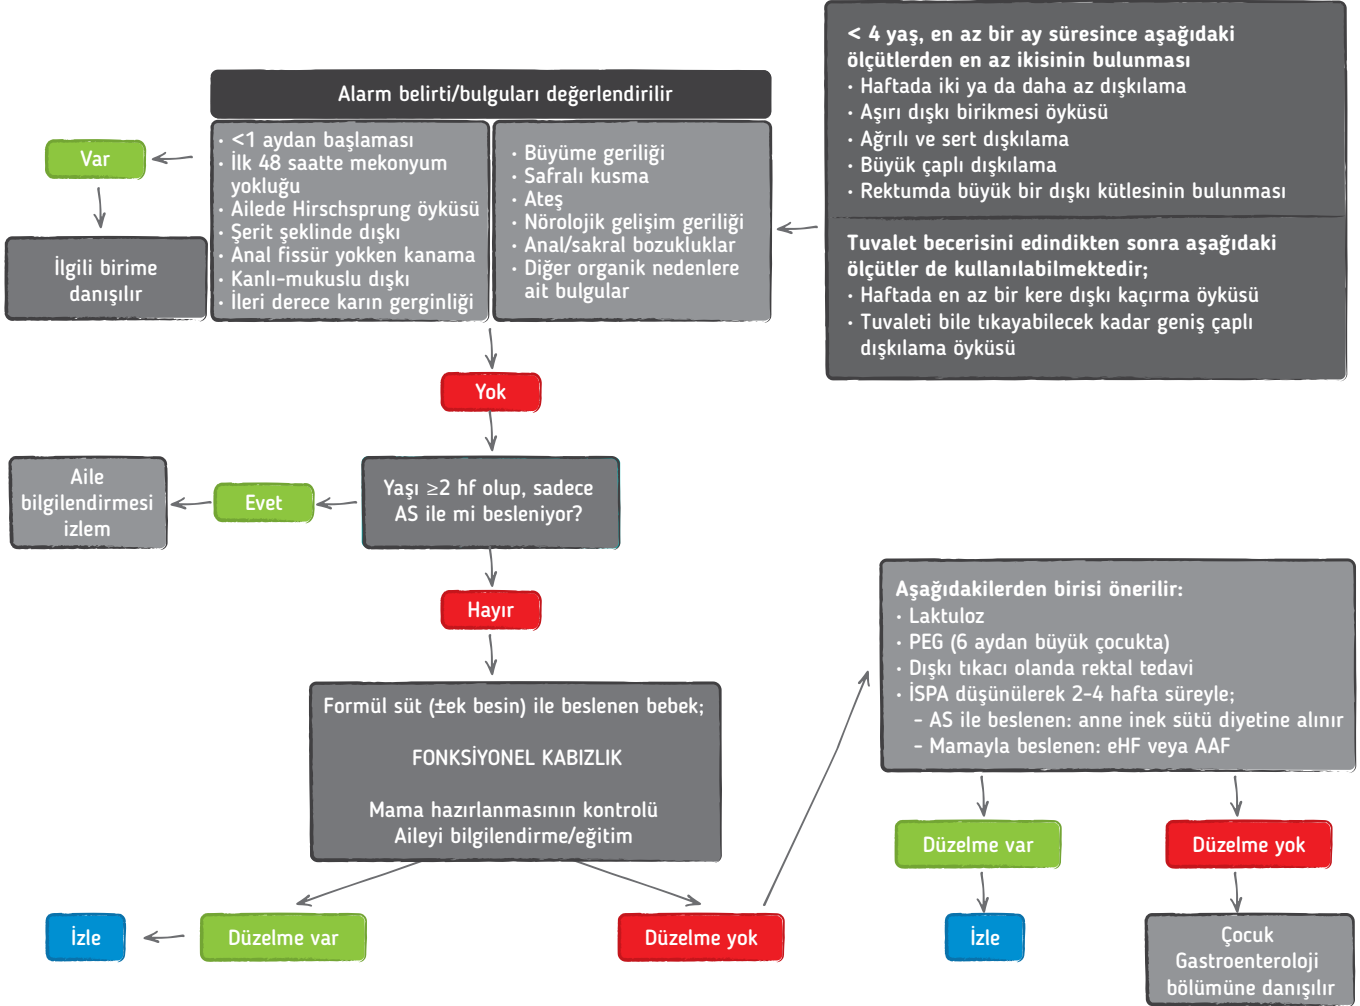 < 4 yaş, en az bir ay süresince aşağıdaki
ölçütlerden en az ikisinin bulunması
· Haftada iki ya da daha az dışkılama
· Aşırı dışkı birikmesi öyküsü
· Ağrılı ve sert dışkılama
· Büyük çaplı dışkılama
· Rektumda büyük bir dışkı kütlesinin bulunması
Tuvalet becerisini edindikten sonra aşağıdaki
ölçütler de kullanılabilmektedir;
· Haftada en az bir kere dışkı kaçırma öyküsü
· Tuvaleti bile tıkayabilecek kadar geniş çaplı
dışkılama öyküsü
Alarm belirti/bulguları değerlendirilir
· <1 aydan başlaması
· İlk 48 saatte mekonyum
yokluğu
· Ailede Hirschsprung öyküsü
· Şerit şeklinde dışkı
· Anal fissür yokken kanama
· Kanlı-mukuslu dışkı
· İleri derece karın gerginliği
· Büyüme geriliği
· Safralı kusma
· Ateş
· Nörolojik gelişim geriliği
· Anal/sakral bozukluklar
· Diğer organik nedenlere
ait bulgular
Var
İlgili birime
danışılır
Yok
Yaşı ≥2 hf olup, sadece
AS ile mi besleniyor?
Evet
Aile
bilgilendirmesi
izlem
Hayır
Formül süt (±ek besin) ile beslenen bebek;
FONKSİYONEL KABIZLIK
Mama hazırlanmasının kontrolü
Aileyi bilgilendirme/eğitim
Düzelme var
İzle
Düzelme yok
Aşağıdakilerden birisi önerilir:
· Laktuloz
· PEG (6 aydan büyük çocukta)
· Dışkı tıkacı olanda rektal tedavi
· İSPA düşünülerek 2-4 hafta süreyle;
- AS ile beslenen: anne inek sütü diyetine alınır
- Mamayla beslenen: eHF veya AAF
Düzelme var
İzle
Düzelme yok
Çocuk
Gastroenteroloji
bölümüne danışılır